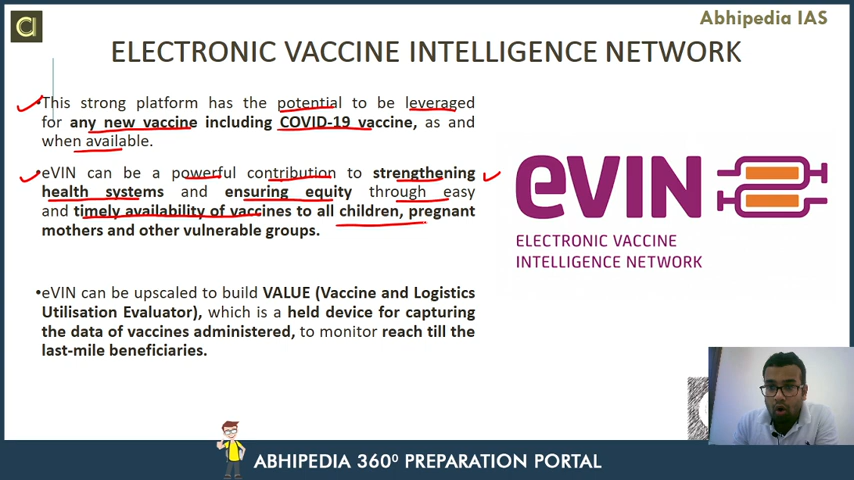 Abhipedia IAS
ELECTRONIC VACCINE INTELLIGENCE NETWORK
•This strong platform has the potential to be leveraged
for any new vaccine including COVID-19 vaccine, as and
when available.
•eVIN can be a powerful contribution to strengthening
health systems and ensuring equity through easy
and timely availability of vaccines to all children, pregnant
mothers and other vulnerable groups.
•eVIN can be upscaled to build VALUE (Vaccine and Logistics
Utilisation Evaluator), which is a held device for capturing
the data of vaccines administered, to monitor reach till the
last-mile beneficiaries.
eVIN
ELECTRONIC VACCINE
INTELLIGENCE NETWORK
ABHIPEDIA 360⁰ PREPARATION PORTAL